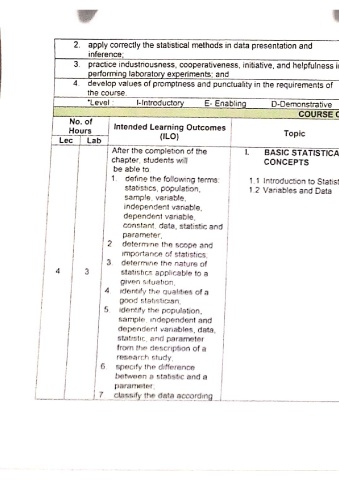 2. apply correctly the statistical methods in data presentation and
inference;
3. practice industriousness, cooperativeness, initiative, and helpfulness
performing laboratory experiments; and
4. develop values of promptness and punctuality in the requirements of
the course.
*Level : I-Introductory E- Enabling D-Demonstrative
COURSE
No. of
Hours
Lec Lab
Intended Learning Outcomes
(ILO)
Topic
After the completion of the
chapter, students will
be able to
1. define the following terms:
statistics, population,
sample, variable,
independent variable,
dependent variable,
constant, data, statistic and
parameter;
2 determine the scope and
importance of statistics;
3. determine the nature of
statistics applicable to a
given situation;
4 identify the qualities of a
good statistician;
5 identify the population,
sample, independent and
dependent variables, data,
statistic, and parameter
from the description of a
research study;
6. specify the difference
between a statistic and a
parameter;
7 classify the data according
4 3
I. BASIC STATISTICA
CONCEPTS
1.1 Introduction to Statist
1.2 Variables and Data